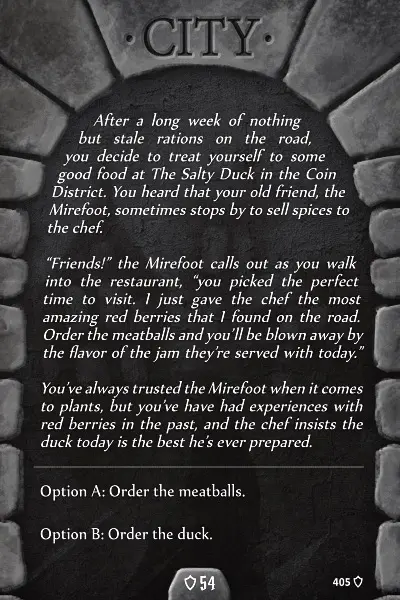 ·CITY·
After a long week of nothing
but stale rations on the road,
you decide to treat yourself to some
good food at The Salty Duck in the Coin
District. You heard that your old friend, the
Mirefoot, sometimes stops by to sell spices to
the chef.
“Friends!” the Mirefoot calls out as you walk
into the restaurant, “you picked the perfect
time to visit. I just gave the chef the most
amazing red berries that I found on the road.
Order the meatballs and you’ll be blown away by
the flavor of the jam they’re served with today.”
You’ve always trusted the Mirefoot when it comes
to plants, but you’ve have had experiences with
red berries in the past, and the chef insists the
duck today is the best he’s ever prepared.
Option A: Order the meatballs.
Option B: Order the duck.
54
405